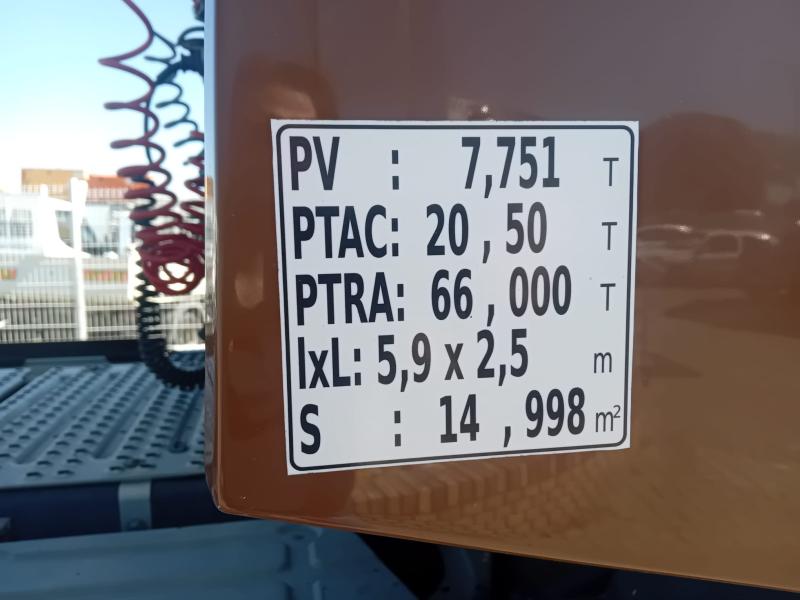 PV : 7,751 T
PTAC: 20 , 50 T
PTRA: 66 , 000 T
lxL: 5,9 x 2,5 m
S : 14 , 998 m²